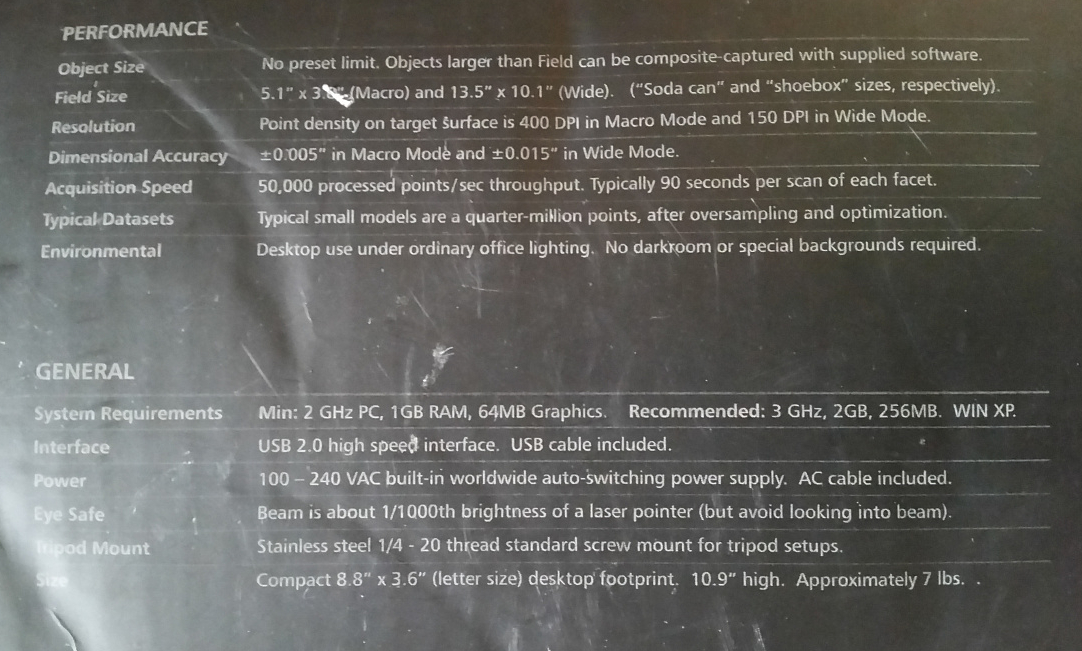 PERFORMANCE
Object Size No preset limit. Objects larger than Field can be composite-captured with supplied software.
Field Size 5.1" x 3.8" (Macro) and 13.5" x 10.1" (Wide). ("Soda can" and "shoebox" sizes, respectively).
Resolution Point density on target surface is 400 DPI in Macro Mode and 150 DPI in Wide Mode.
Dimensional Accuracy ±0.005" in Macro Mode and ±0.015" in Wide Mode.
Acquisition Speed 50,000 processed points/sec throughput. Typically 90 seconds per scan of each facet.
Typical Datasets Typical small models are a quarter-million points, after oversampling and optimization.
Environmental Desktop use under ordinary office lighting. No darkroom or special backgrounds required.
GENERAL
System Requirements Min: 2 GHz PC, 1GB RAM, 64MB Graphics. Recommended: 3 GHz, 2GB, 256MB. WIN XP.
Interface USB 2.0 high speed interface. USB cable included.
Power 100 – 240 VAC built-in worldwide auto-switching power supply. AC cable included.
Eye Safe Beam is about 1/1000th brightness of a laser pointer (but avoid looking into beam).
Tripod Mount Stainless steel 1/4 - 20 thread standard screw mount for tripod setups.
Size Compact 8.8" x 3.6" (letter size) desktop footprint. 10.9" high. Approximately 7 lbs.